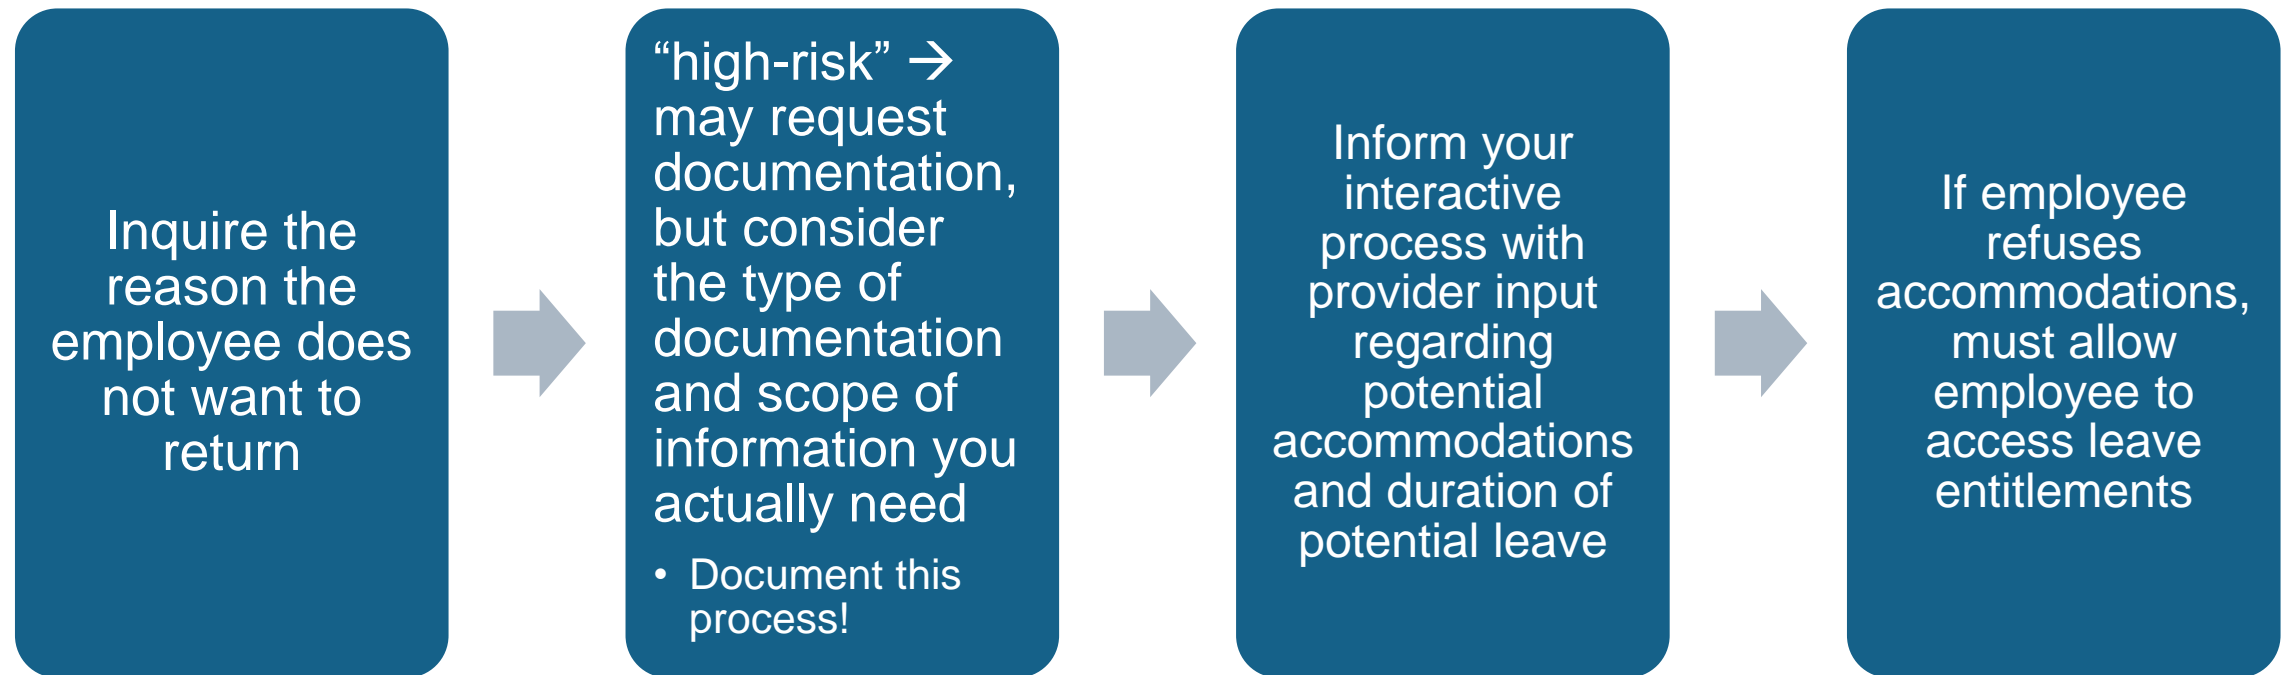 Inquire the
reason the
employee does
not want to
return
“high-risk” →
may request
documentation,
but consider
the type of
documentation
and scope of
information you
actually need
• Document this
process!
Inform your
interactive
process with
provider input
regarding
potential
accommodations
and duration of
potential leave
If employee
refuses
accommodations,
must allow
employee to
access leave
entitlements